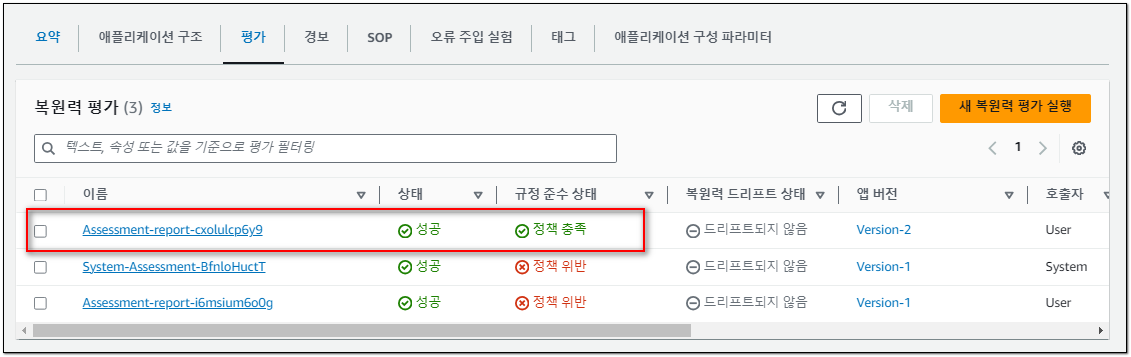 요약 애플리케이션 구조 평가 경보 SOP 오류 주입 실험 태그 애플리케이션 구성 파라미터
복원력 평가 (3) 정보 삭제 새 복원력 평가 실행
텍스트, 속성 또는 값을 기준으로 평가 필터링 1
이름 상태 규정 준수 상태 복원력 드리프트 상태 앱 버전 호출자
Assessment-report-cxolulcp6y9 성공 정책 충족 드리프트되지 않음 Version-2 User
System-Assessment-BfnloHuctT 성공 정책 위반 드리프트되지 않음 Version-1 System
Assessment-report-i6msium6o0g 성공 정책 위반 드리프트되지 않음 Version-1 User